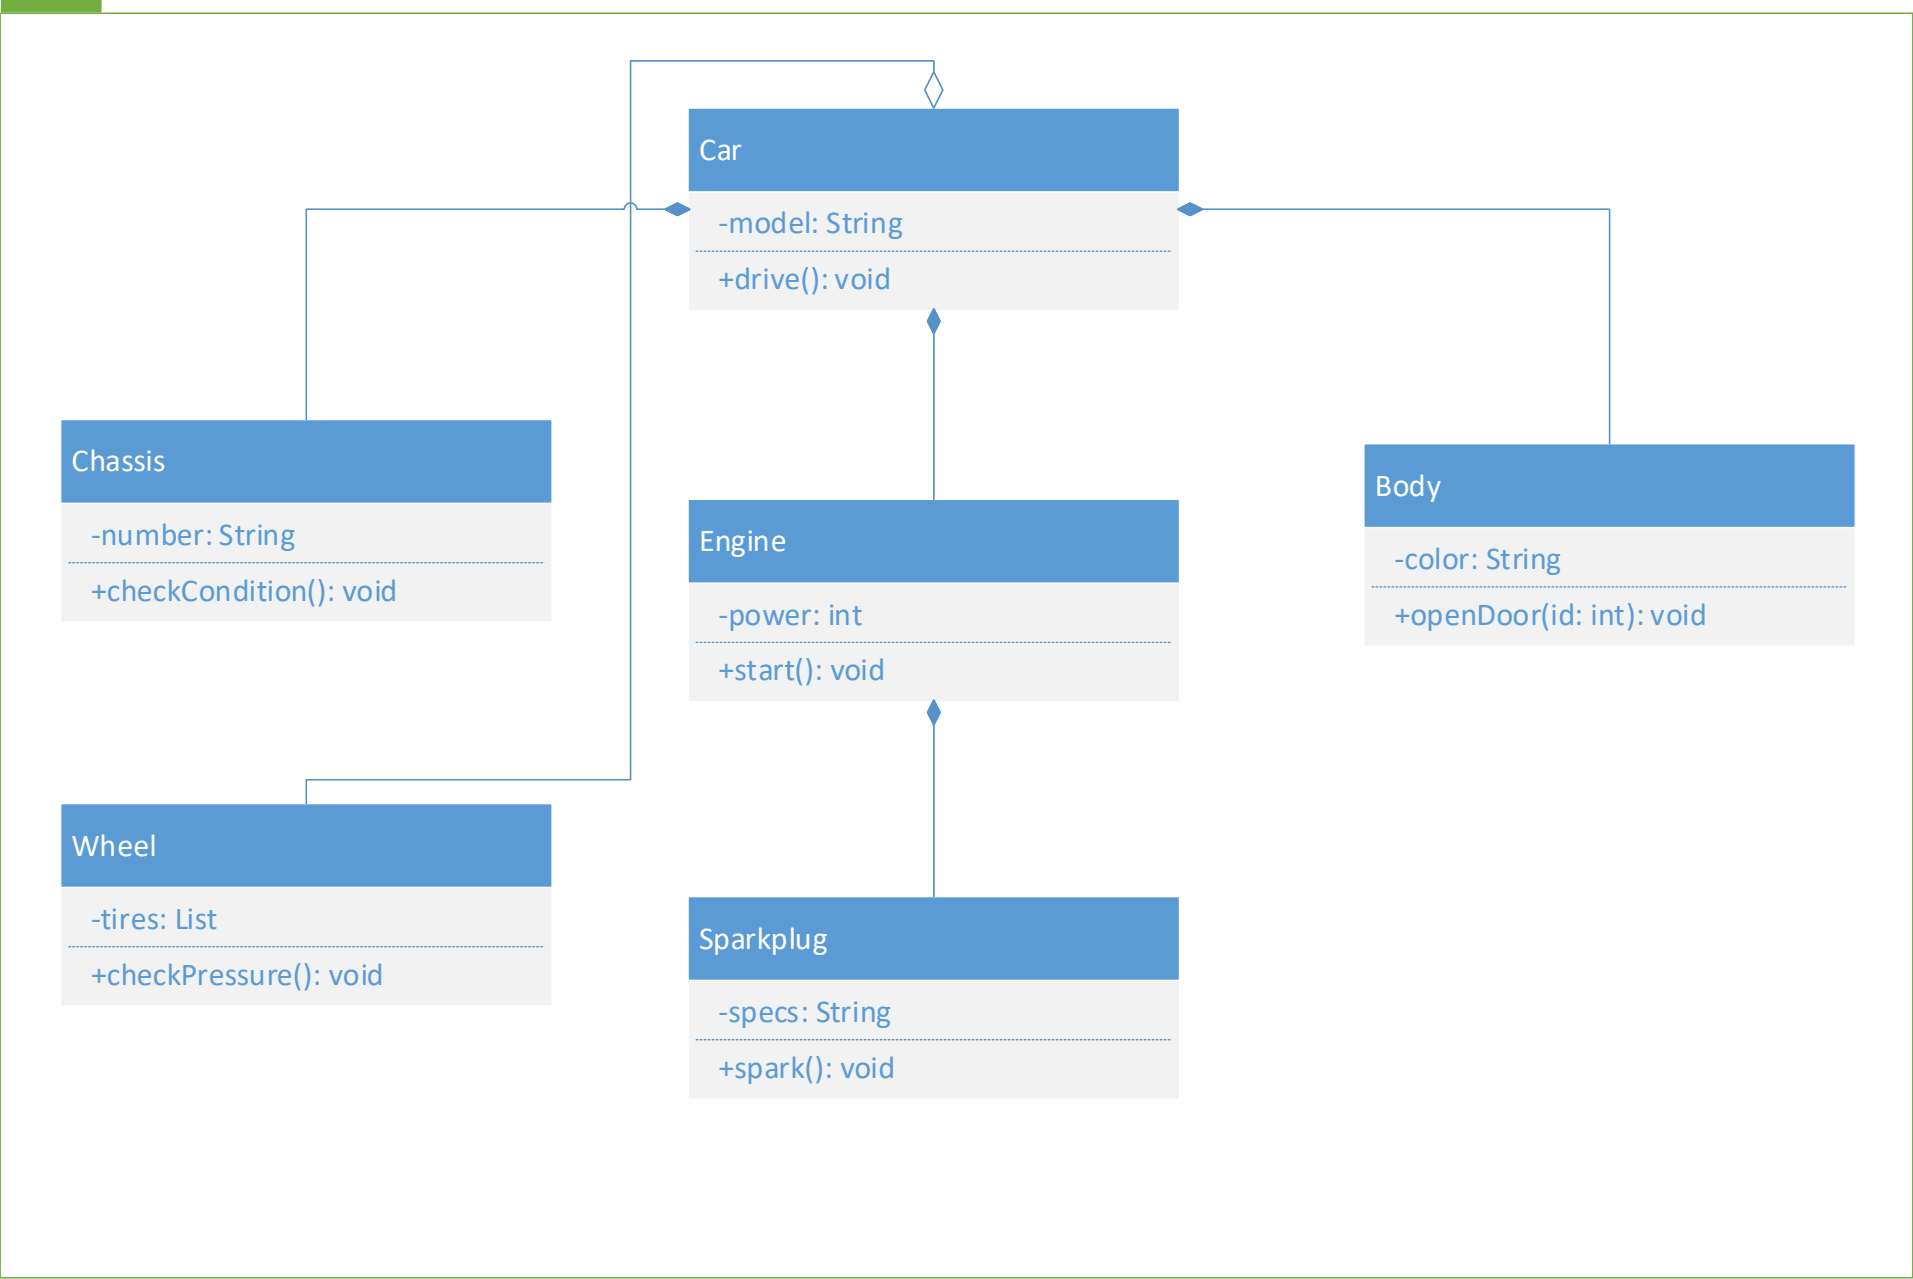 Car
-model: String
+drive(): void
Chassis
-number: String
+checkCondition(): void
Engine
-power: int
+start(): void
Body
-color: String
+openDoor(id: int): void
Wheel
-tires: List
+checkPressure(): void
Sparkplug
-specs: String
+spark(): void